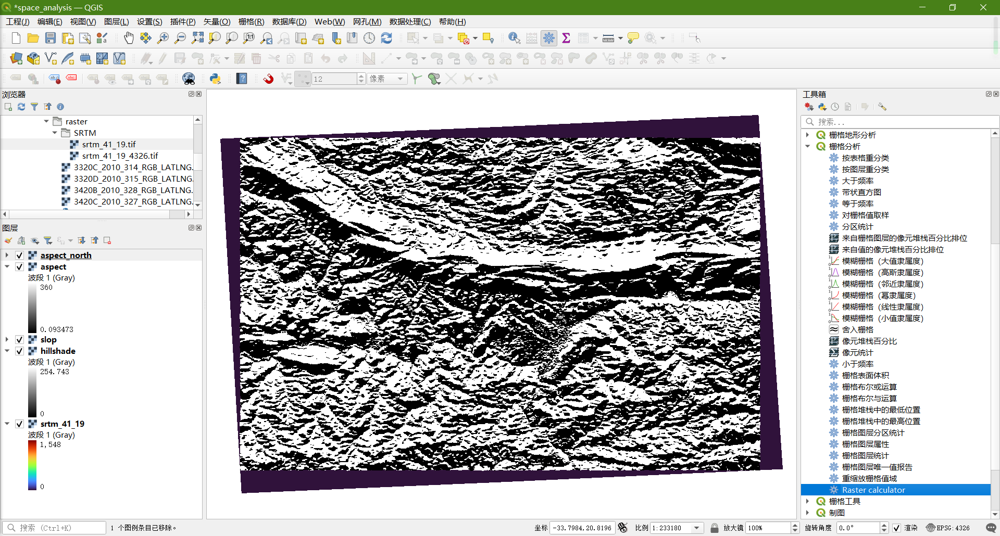 *space_analysis — QGIS
工程(J) 编辑(E) 视图(V) 图层(L) 设置(S) 插件(P) 矢量(O) 栅格(R) 数据库(D) Web(W) 网孔(M) 数据处理(C) 帮助(H)
12 像素
浏览器
raster
SRTM
srtm_41_19.tif
srtm_41_19_4326.tif
3320C_2010_314_RGB_LATLNG.
3320D_2010_315_RGB_LATLNG.
3420B_2010_328_RGB_LATLNG.
3420C_2010_327_RGB_LATLNG.
图层
aspect_north
aspect
波段 1 (Gray)
360
0.093473
slop
hillshade
波段 1 (Gray)
254.743
0
srtm_41_19
波段 1 (Gray)
1,548
0
工具箱
搜索...
栅格地形分析
栅格分析
按表格重分类
按图层重分类
大于频率
带状直方图
等于频率
对栅格值取样
分区统计
来自栅格图层的像元堆栈百分比排位
来自值的像元堆栈百分比排位
模糊栅格（大值隶属度）
模糊栅格（高斯隶属度）
模糊栅格（邻近隶属度）
模糊栅格（幂隶属度）
模糊栅格（线性隶属度）
模糊栅格（小值隶属度）
舍入栅格
像元堆栈百分比
像元统计
小于频率
栅格表面体积
栅格布尔或运算
栅格布尔与运算
栅格堆栈中的最低位置
栅格堆栈中的最高位置
栅格图层分区统计
栅格图层属性
栅格图层统计
栅格图层唯一值报告
重缩放栅格值域
Raster calculator
栅格工具
制图
搜索 (Ctrl+K) 1 个图例条目已移除。 坐标 -33.7984,20.8196 比例 1:233180 放大镜 100% 旋转角度 0.0° 渲染 EPSG:4326